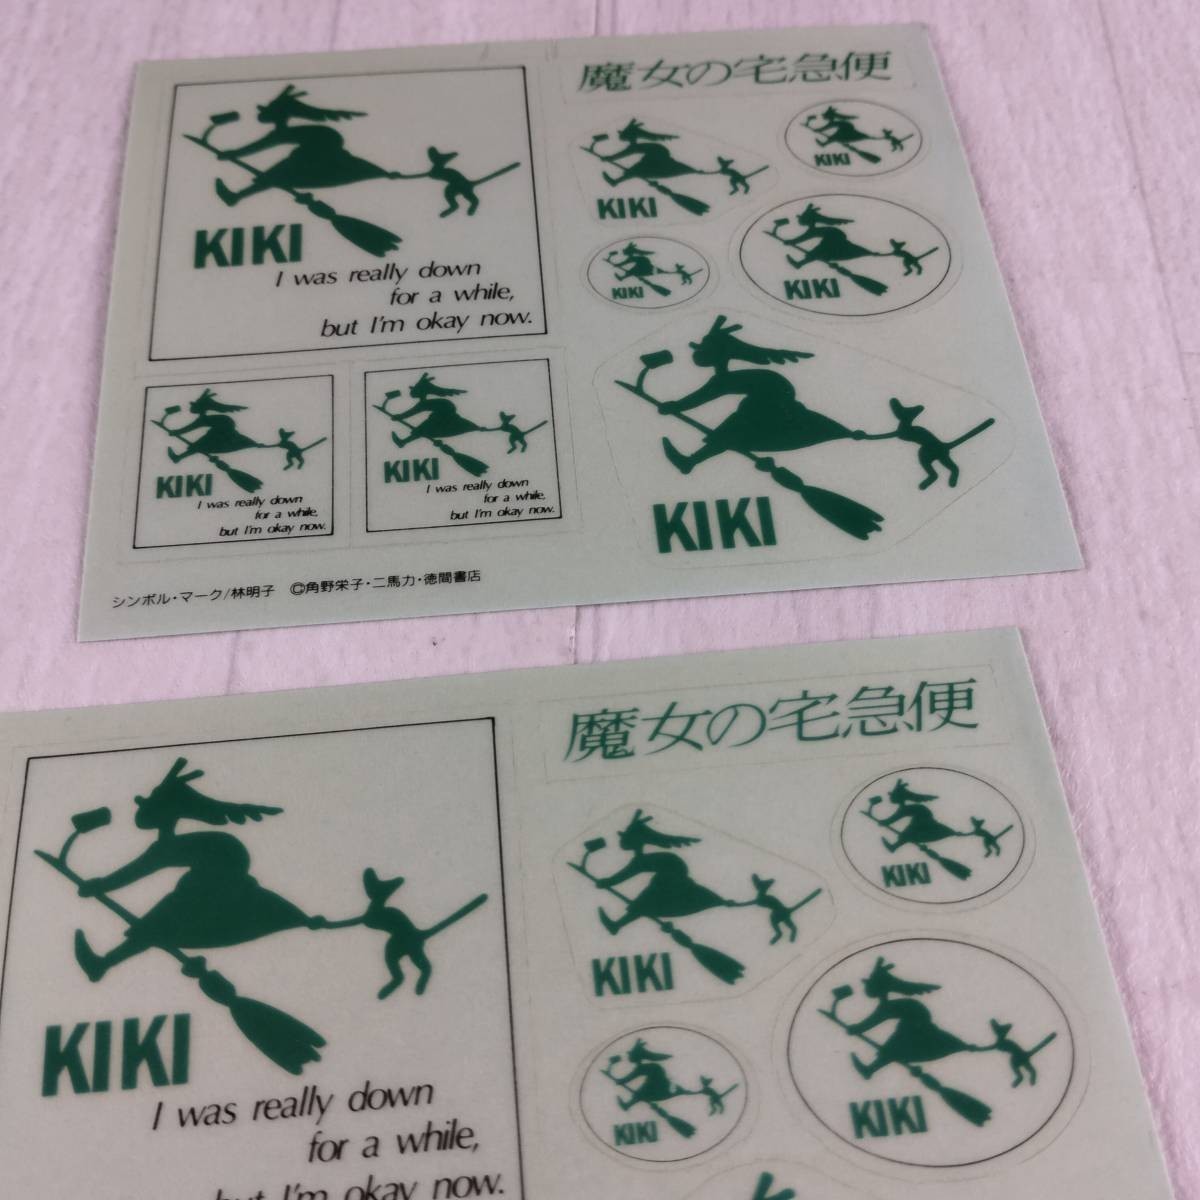 魔女の宅急便
KIKI
KIKI
KIKI
KIKI
KIKI
I was really down
for a while,
but I'm okay now.
KIKI
I was really down
for a while,
but I'm okay now.
KIKI
I was really down
for a while,
but I'm okay now.
KIKI
シンボル・マーク/林明子 ©角野栄子・二馬力・徳間書店
魔女の宅急便
KIKI
KIKI
KIKI
KIKI
KIKI
I was really down
for a while,
but I'm okay now.